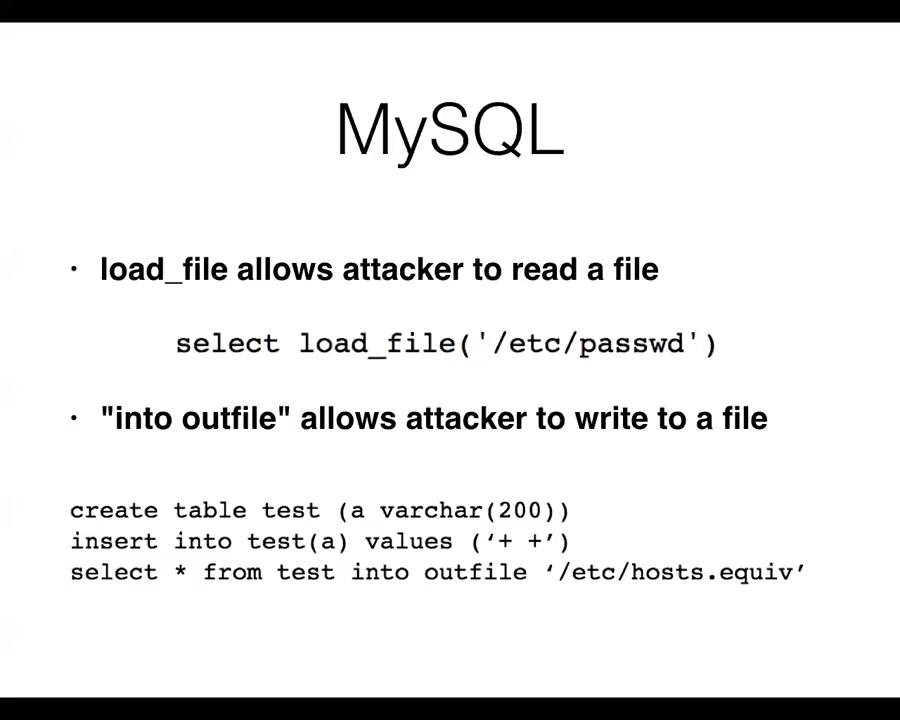 MySQL
· load_file allows attacker to read a file
select load_file('/etc/passwd')
· "into outfile" allows attacker to write to a file
create table test (a varchar(200))
insert into test(a) values (‘+ +’)
select * from test into outfile ‘/etc/hosts.equiv’